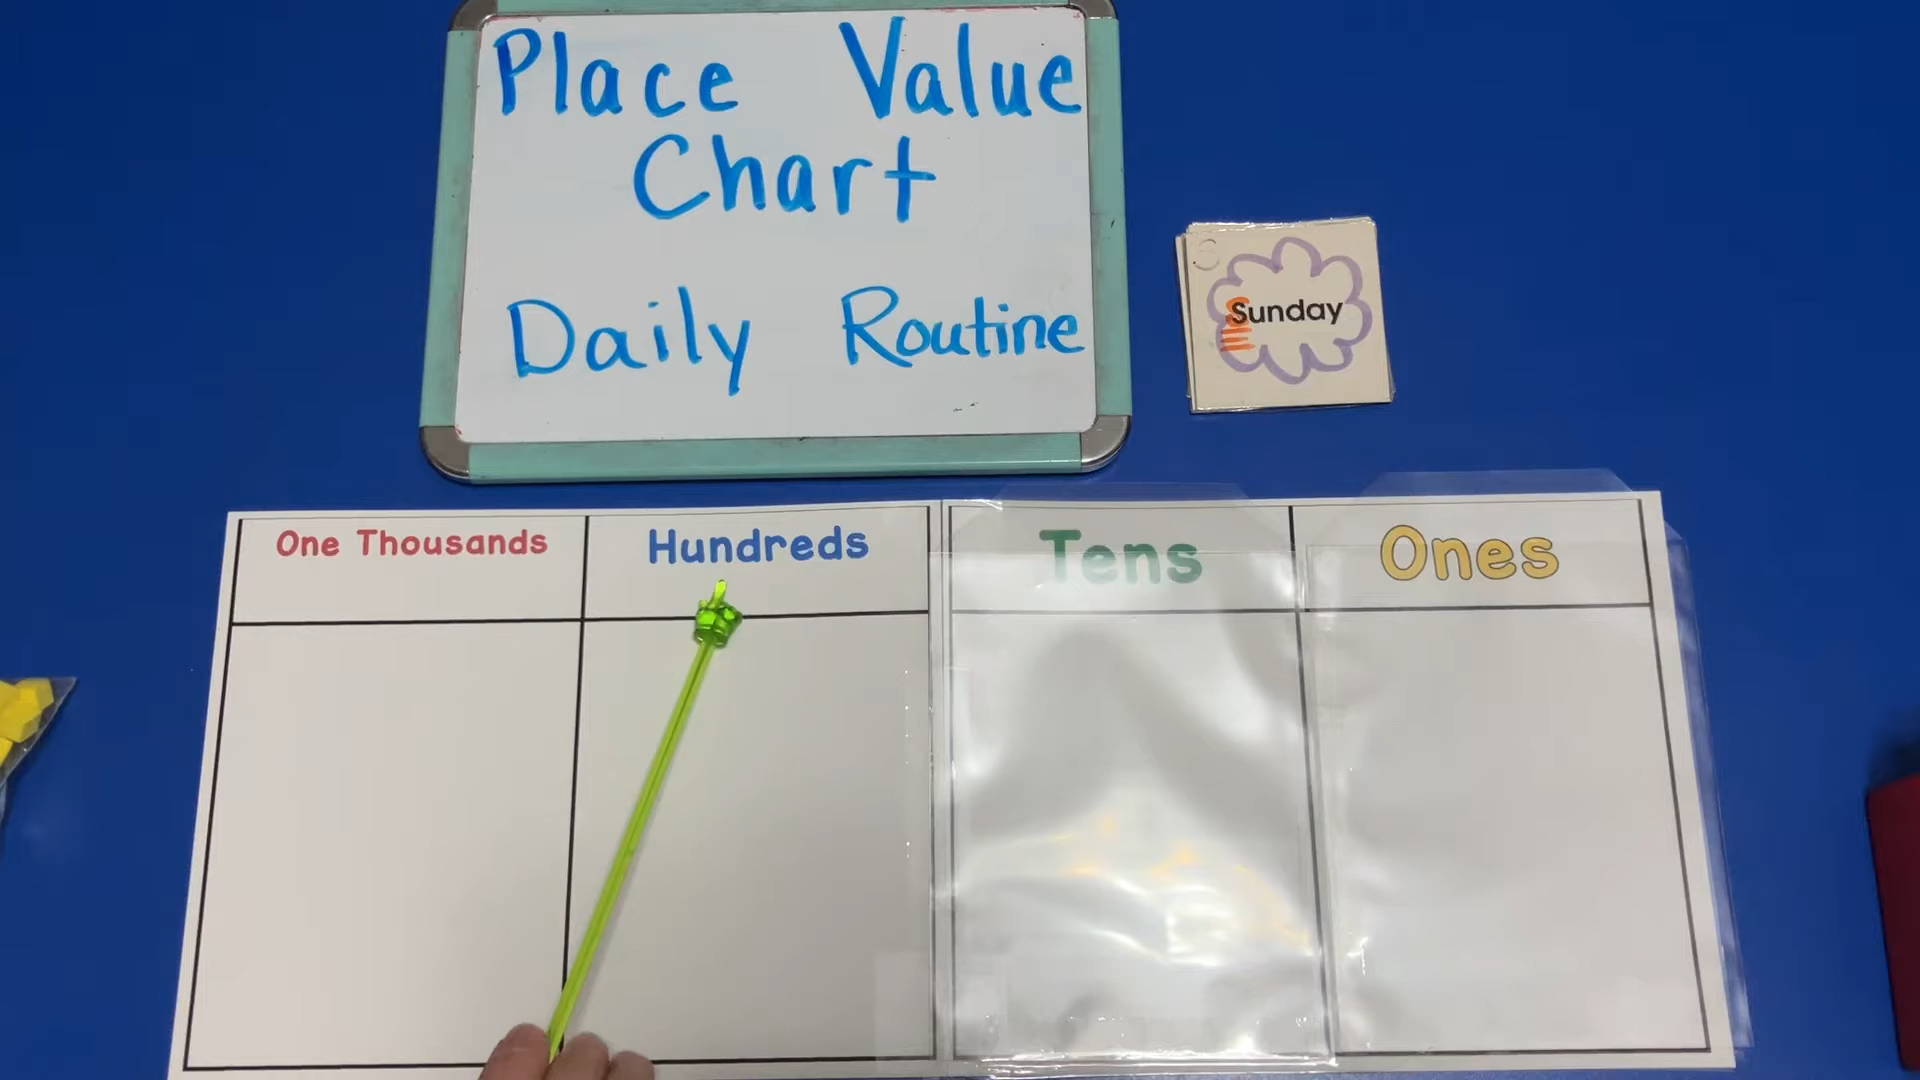 Place Value
Chart
Daily Routine
Sunday
One Thousands
Hundreds
Tens
Ones